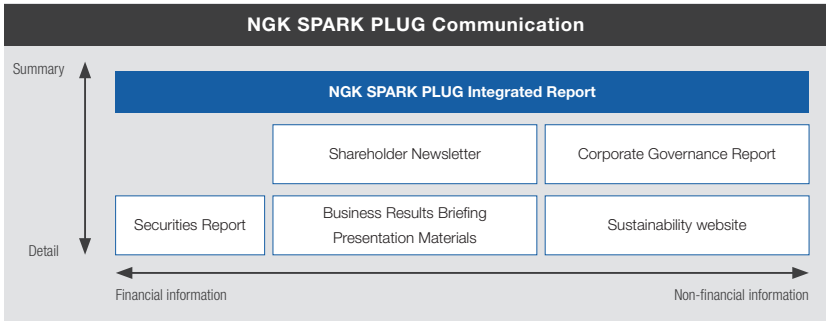 NGK SPARK PLUG Communication
Summary
NGK SPARK PLUG Integrated Report
Shareholder Newsletter
Corporate Governance Report
Securities Report
Business Results Briefing
Presentation Materials
Sustainability website
Detail
Financial information
Non-financial information